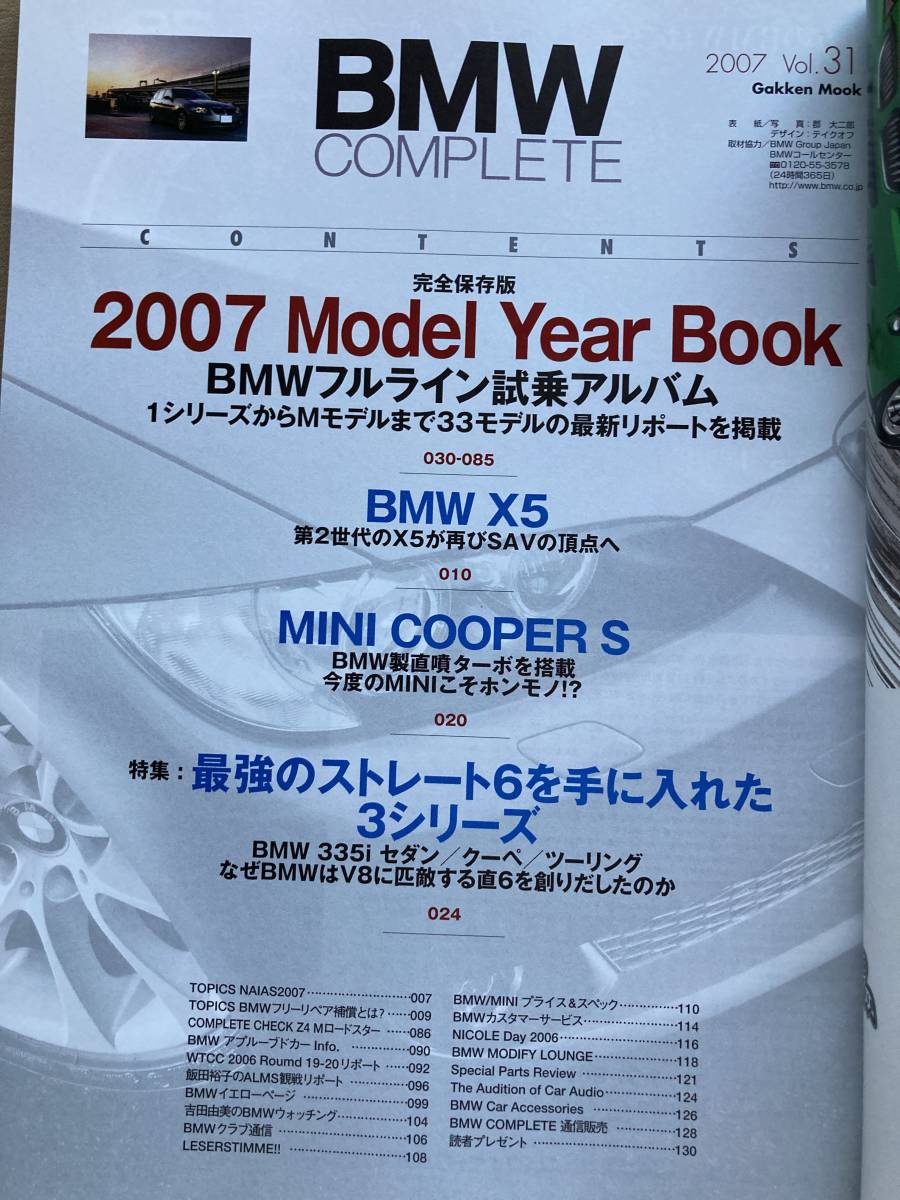 BMW
COMPLETE
2007 Vol.31
Gakken Mook
表 紙／写 真：郡 大二郎
デザイン：テイクオフ
取材協力／BMW Group Japan
BMWコールセンター
0120-55-3578
(24時間365日)
http://www.bmw.co.jp
CONTENTS
完全保存版
2007 Model Year Book
BMWフルライン試乗アルバム
1シリーズからMモデルまで33モデルの最新リポートを掲載
030-085
BMW X5
第2世代のX5が再びSAVの頂点へ
010
MINI COOPER S
BMW製直噴ターボを搭載
今度のMINIこそホンモノ!?
020
特集：最強のストレート6を手に入れた
3シリーズ
BMW 335i セダン／クーペ／ツーリング
なぜBMWはV8に匹敵する直6を創りだしたのか
024
TOPICS NAIAS2007 007
TOPICS BMWフリーリペア補償とは? 009
COMPLETE CHECK Z4 Mロードスター 086
BMW アプルーブドカー Info. 090
WTCC 2006 Roumd 19-20リポート 092
飯田裕子のALMS観戦リポート 096
BMWイエローページ 099
吉田由美のBMWウォッチング 104
BMWクラブ通信 106
LESERSTIMME!! 108
BMW/MINI プライス&スペック 110
BMWカスタマーサービス 114
NICOLE Day 2006 116
BMW MODIFY LOUNGE 118
Special Parts Review 121
The Audition of Car Audio 124
BMW Car Accessories 126
BMW COMPLETE 通信販売 128
読者プレゼント 130